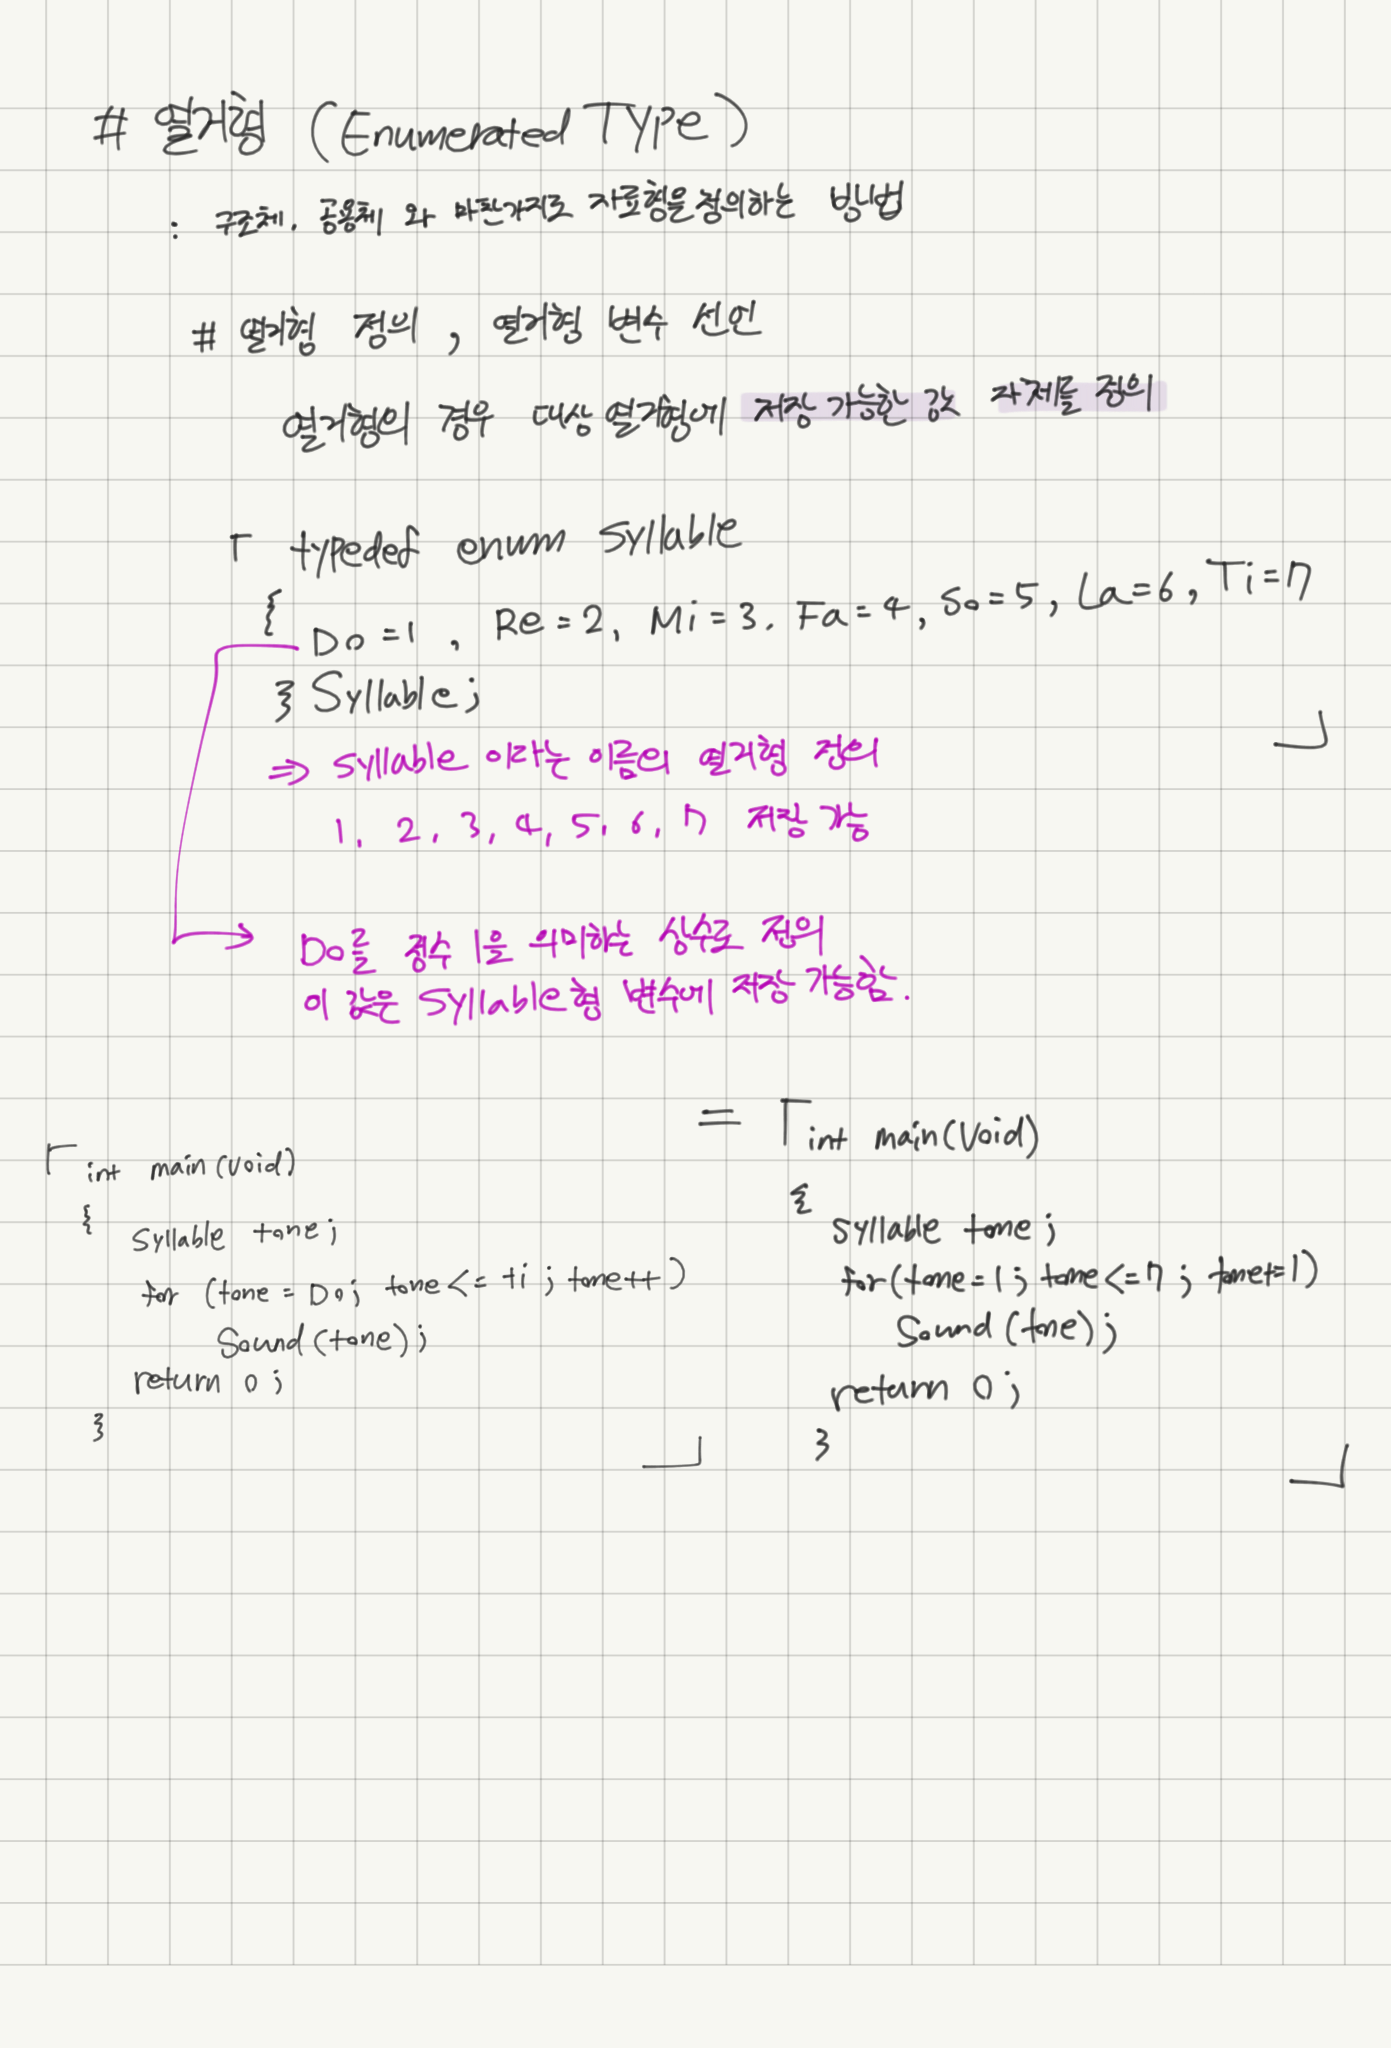 # 열거형 (Enumerated Type)
: 구조체, 공용체 와 마찬가지로 자료형을 정의하는 방법
# 열거형 정의, 열거형 변수 선언
열거형의 경우 대상 열거형에 저장 가능한 값 자체를 정의
「 typedef enum syllable
{
Do=1, Re=2, Mi=3, Fa=4, So=5, La=6, Ti=7
} Syllable; 」
⇒ syllable 이라는 이름의 열거형 정의
1, 2, 3, 4, 5, 6, 7 저장 가능
→ Do를 정수 1을 의미하는 상수로 정의
이 값은 Syllable형 변수에 저장 가능함.
「 int main(void)
{ Syllable tone;
for (tone = Do; tone <= ti; tone++)
Sound(tone);
return 0;
} 」
= 「 int main(void)
{
syllable tone;
for(tone=1; tone<=7; tone+=1)
Sound(tone);
return 0;
} 」